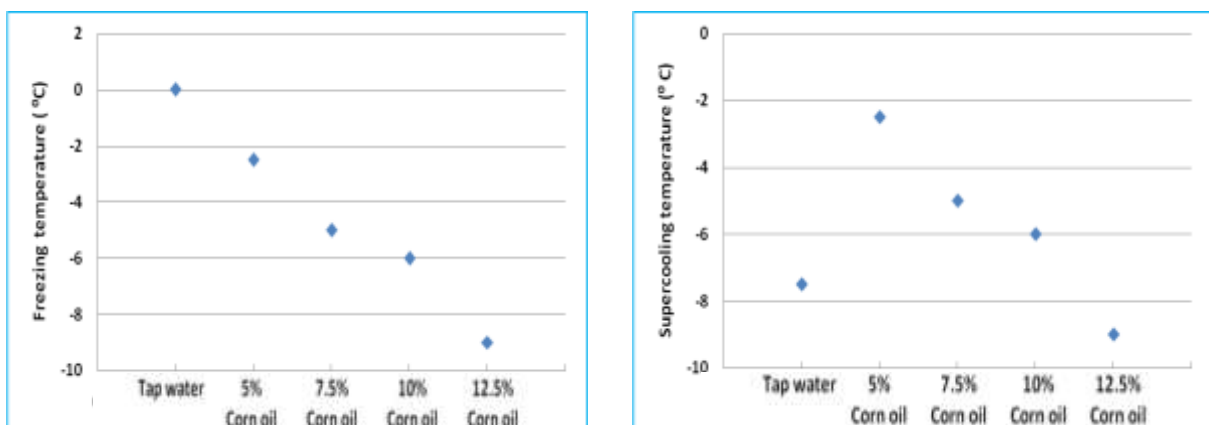 Freezing temperature ( °C)
2
0
-2
-4
-6
-8
-10
Tap water 5% 7.5% 10% 12.5%
Corn oil Corn oil Corn oil Corn oil
Supercooling temperature (° C)
0
-2
-4
-6
-8
-10
Tap water 5% 7.5% 10% 12.5%
Corn oil Corn oil Corn oil Corn oil